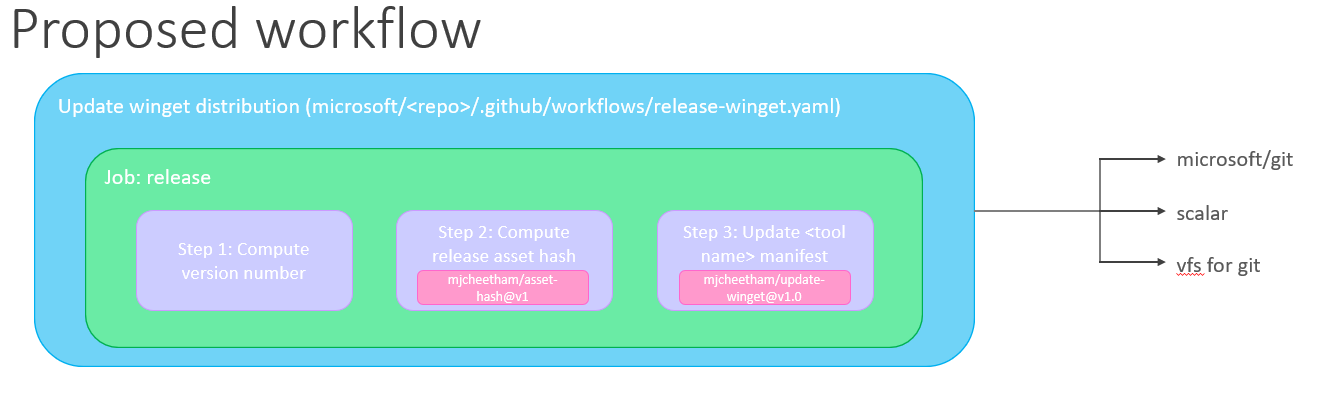 Proposed workflow
Update winget distribution (microsoft/<repo>/.github/workflows/release-winget.yaml)
Job: release
Step 1: Compute
version number
Step 2: Compute
release asset hash
mjcheetham/asset-
hash@v1
Step 3: Update <tool
name> manifest
mjcheetham/update-
winget@v1.0
microsoft/git
scalar
vfs for git